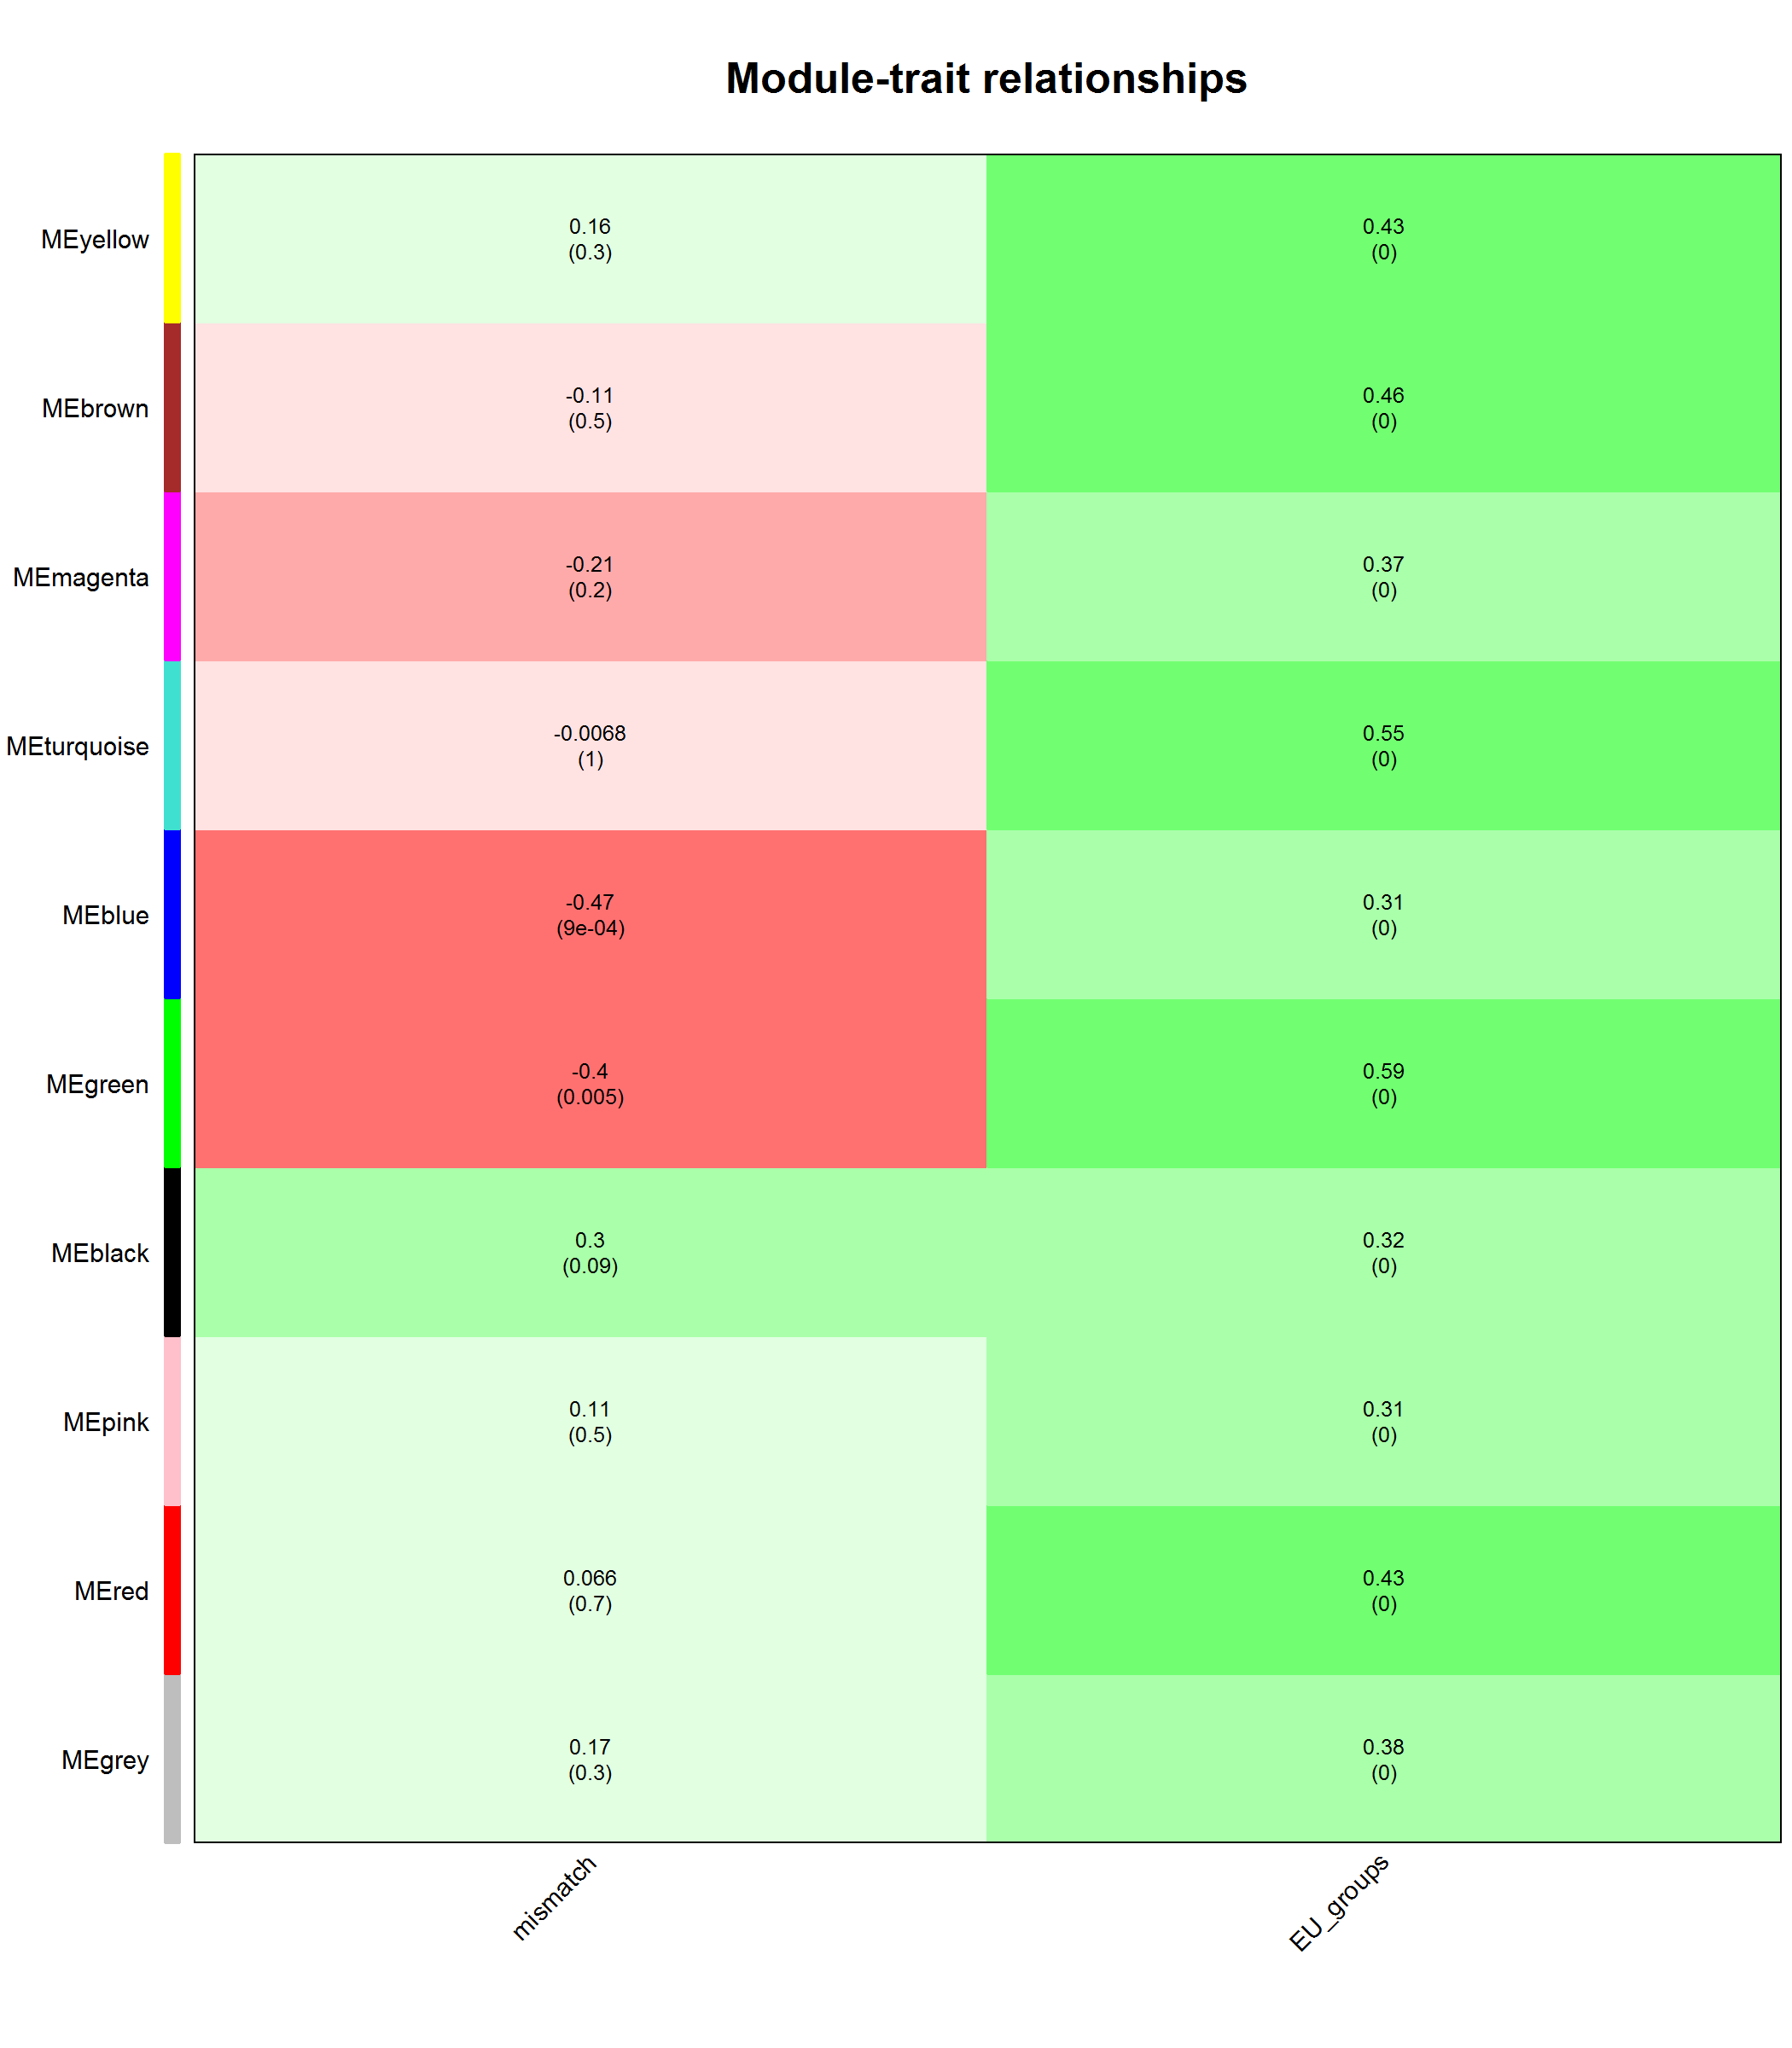 Module-trait relationships
MEyellow
0.16
(0.3)
0.43
(0)
MEbrown
-0.11
(0.5)
0.46
(0)
MEmagenta
-0.21
(0.2)
0.37
(0)
MEturquoise
-0.0068
(1)
0.55
(0)
MEblue
-0.47
(9e-04)
0.31
(0)
MEgreen
-0.4
(0.005)
0.59
(0)
MEblack
0.3
(0.09)
0.32
(0)
MEpink
0.11
(0.5)
0.31
(0)
MEred
0.066
(0.7)
0.43
(0)
MEgrey
0.17
(0.3)
0.38
(0)
mismatch
EU_groups